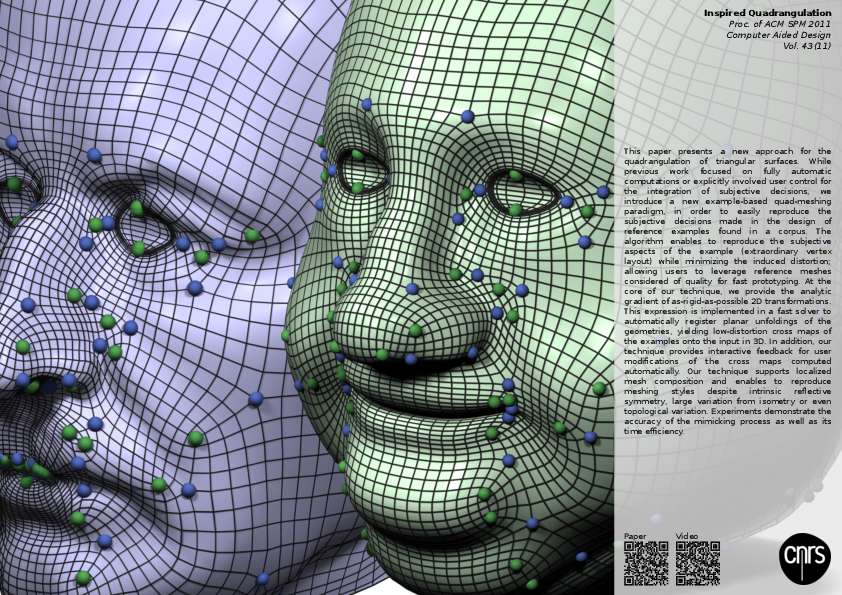 Inspired Quadrangulation
Proc. of ACM SPM 2011
Computer Aided Design
Vol. 43(11)
This paper presents a new approach for the
quadrangulation of triangular surfaces. While
previous work focused on fully automatic
computations or explicitly involved user control for
the integration of subjective decisions, we
introduce a new example-based quad-meshing
paradigm, in order to easily reproduce the
subjective decisions made in the design of
reference examples found in a corpus. The
algorithm enables to reproduce the subjective
aspects of the example (extraordinary vertex
layout) while minimizing the induced distortion;
allowing users to leverage reference meshes
considered of quality for fast prototyping. At the
core of our technique, we provide the analytic
gradient of as-rigid-as-possible 2D transformations.
This expression is implemented in a fast solver to
automatically register planar unfoldings of the
geometries, yielding low-distortion cross maps of
the examples onto the input in 3D. In addition, our
technique provides interactive feedback for user
modifications of the cross maps computed
automatically. Our technique supports localized
mesh composition and enables to reproduce
meshing styles despite intrinsic reflective
symmetry, large variation from isometry or even
topological variation. Experiments demonstrate the
accuracy of the mimicking process as well as its
time efficiency.
Paper Video
cnrs